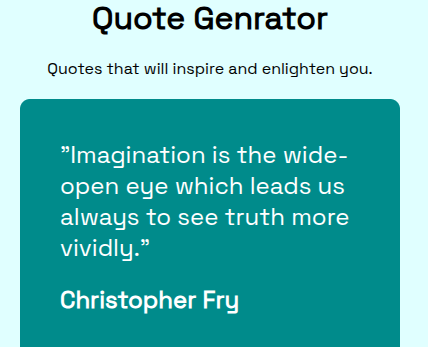 Quote Genrator
Quotes that will inspire and enlighten you.
”Imagination is the wide-
open eye which leads us
always to see truth more
vividly.”
Christopher Fry